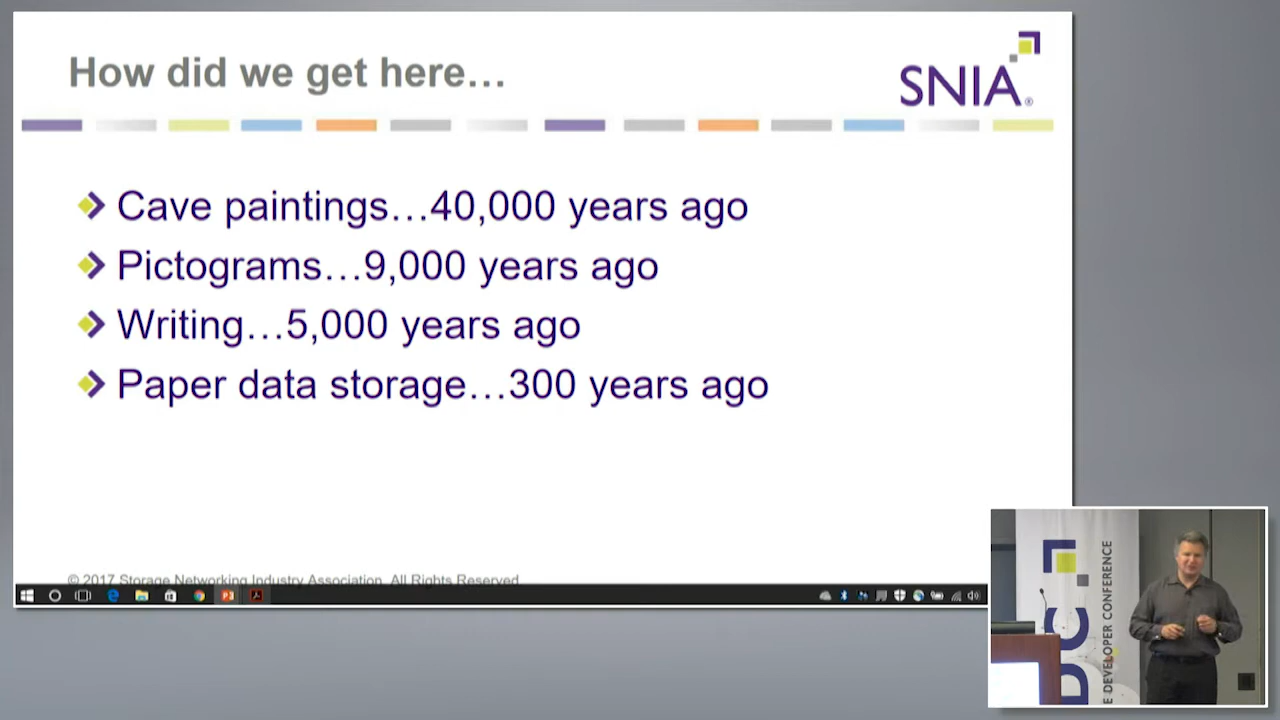 How did we get here…
SNIA®
Cave paintings…40,000 years ago
Pictograms…9,000 years ago
Writing…5,000 years ago
Paper data storage…300 years ago
© 2017 Storage Networking Industry Association. All Rights Reserved
DC
E DEVELOPER CONFERENCE